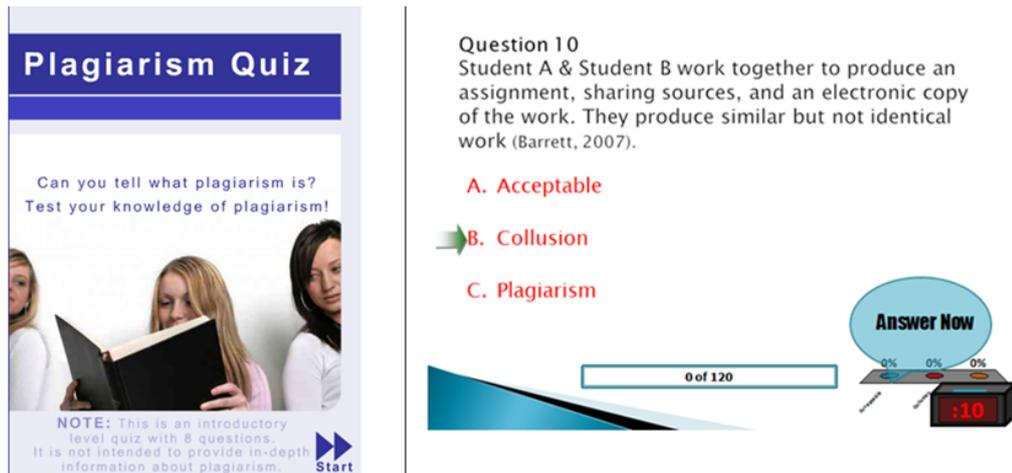 Plagiarism Quiz
Can you tell what plagiarism is?
Test your knowledge of plagiarism!
NOTE: This is an introductory
level quiz with 8 questions.
It is not intended to provide in-depth
information about plagiarism.
Start
Question 10
Student A & Student B work together to produce an
assignment, sharing sources, and an electronic copy
of the work. They produce similar but not identical
work (Barrett, 2007).
A. Acceptable
B. Collusion
C. Plagiarism
Answer Now
0% 0% 0%
0 of 120
:10